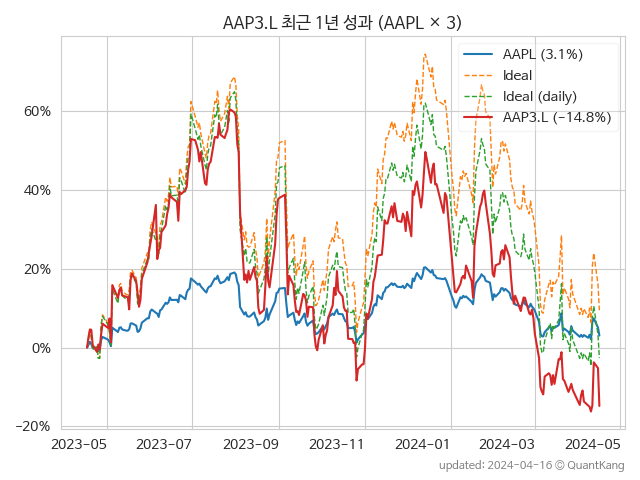 AAP3.L 최근 1년 성과 (AAPL × 3)
AAPL (3.1%)
Ideal
Ideal (daily)
AAP3.L (−14.8%)
60%
40%
20%
0%
−20%
2023−05
2023−07
2023−09
2023−11
2024−01
2024−03
2024−05
updated: 2024−04−16 © QuantKang